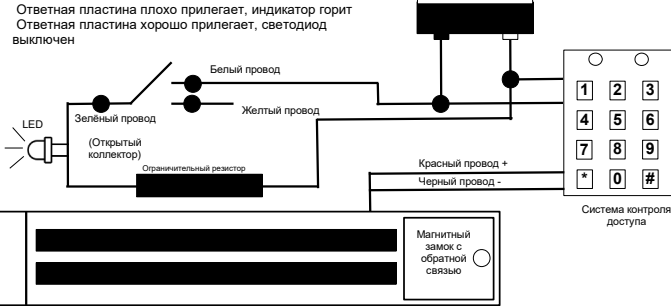 Ответная пластина плохо прилегает, индикатор горит
Ответная пластина хорошо прилегает, светодиод
выключен
Белый провод
Желтый провод
Зелёный провод
LED
(Открытый
коллектор)
Ограничительный резистор
Красный провод +
Черный провод -
1 2 3
4 5 6
7 8 9
* 0 #
Система контроля
доступа
Магнитный
замок с
обратной
связью